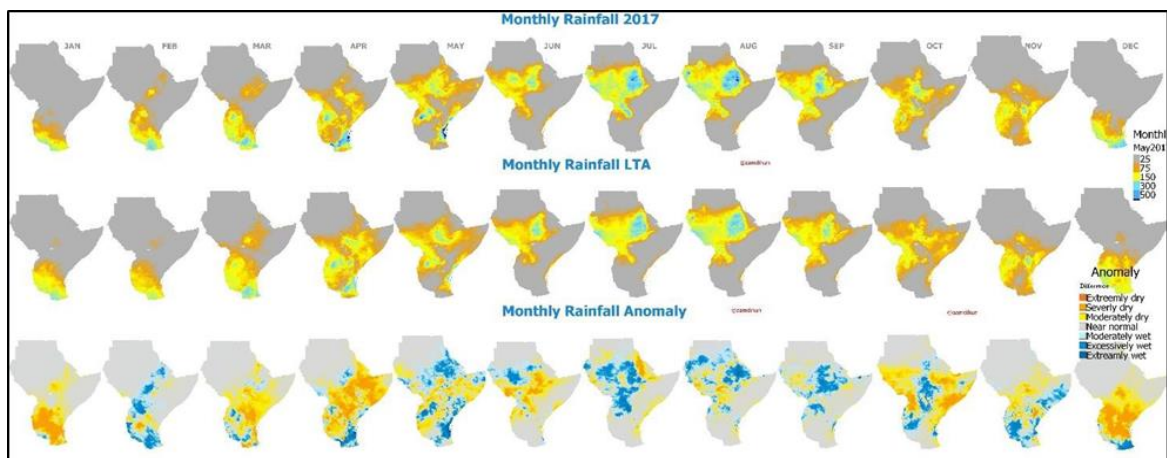 Monthly Rainfall 2017
JAN FEB MAR APR MAY JUN JUL AUG SEP OCT NOV DEC
Month
May201
25
75
150
300
500
Monthly Rainfall LTA
Anomaly
Extreemly dry
Severly dry
Moderately dry
Near normal
Moderately wet
Excessively wet
Extreamly wet
Monthly Rainfall Anomaly